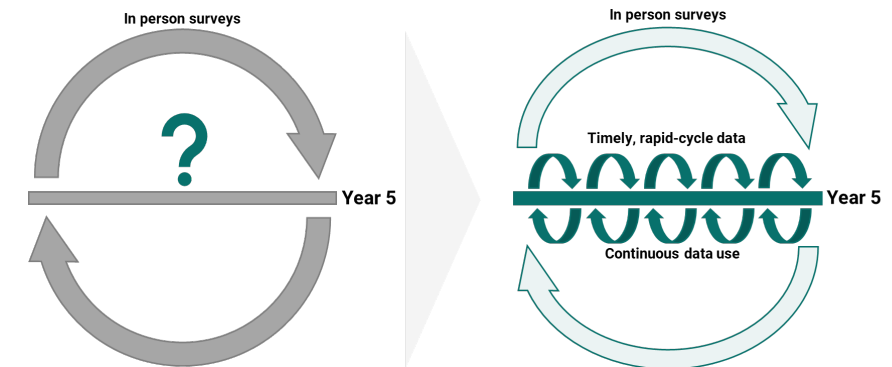 In person surveys
?
Year 5
In person surveys
Timely, rapid-cycle data
Year 5
Continuous data use